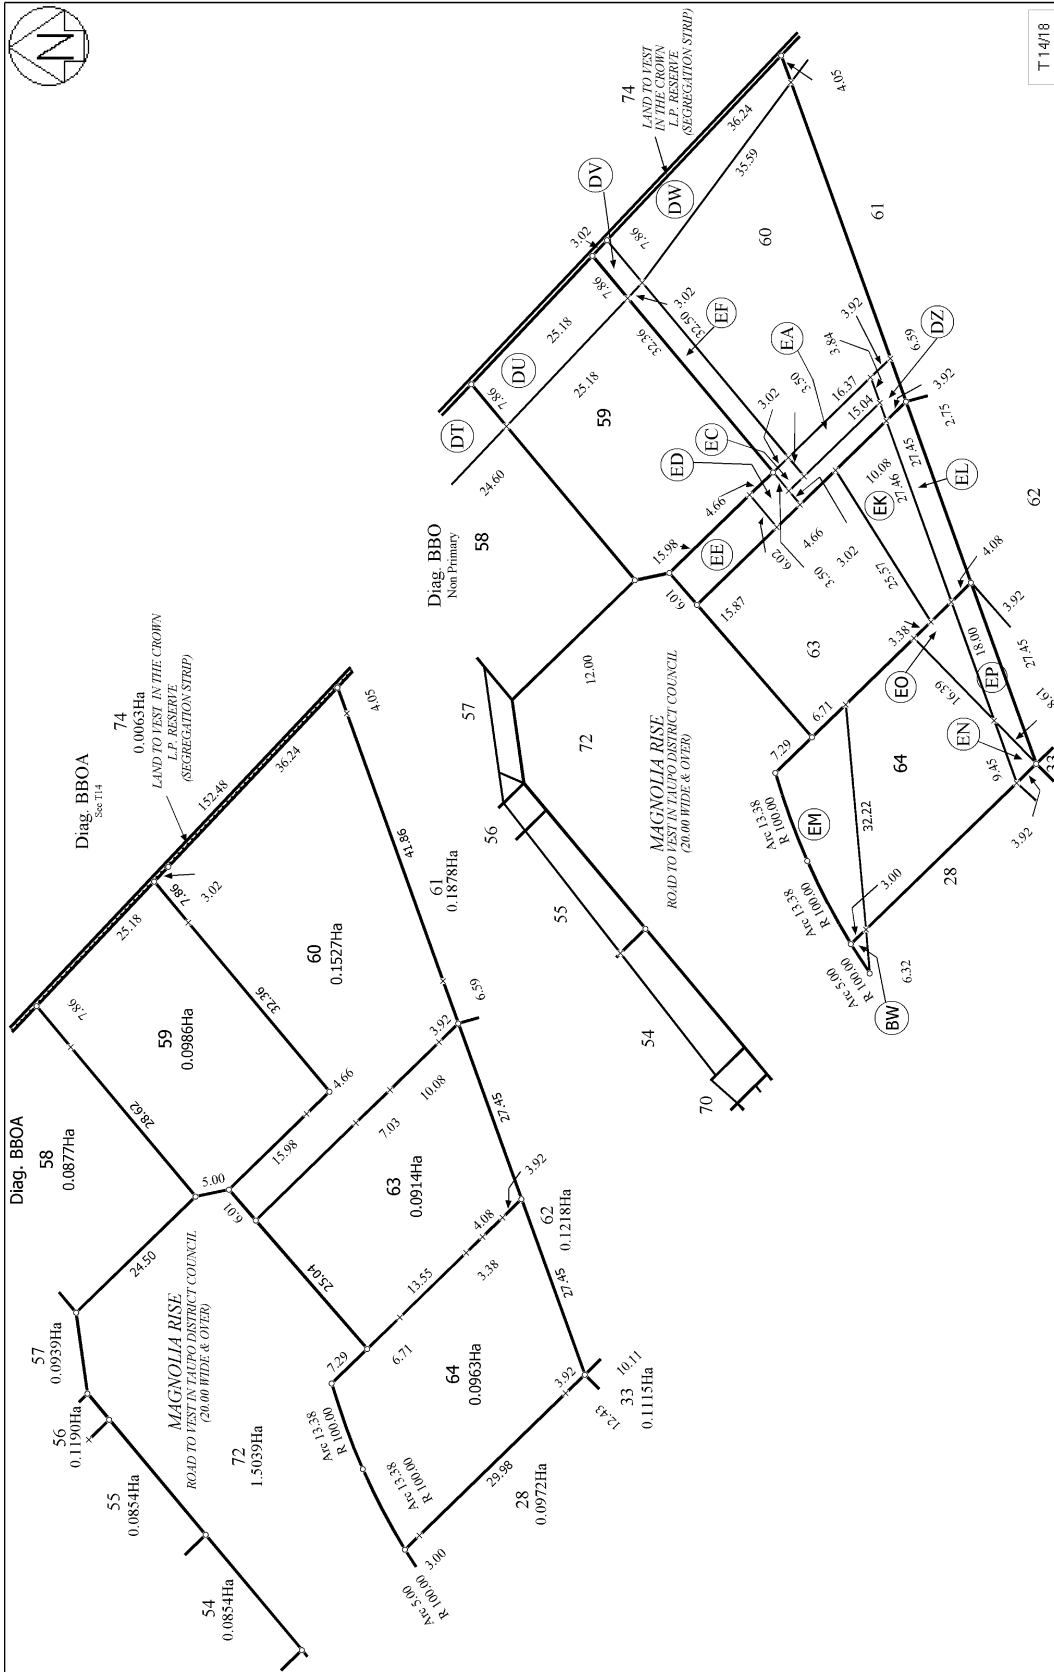 N
T 14/18
Diag. BBOA
See T14
74
0.0063Ha
LAND TO VEST IN THE CROWN
L.P. RESERVE
(SEGREGATION STRIP)
152.48
36.24
4.05
25.18
7.86
3.02
7.86
Diag. BBOA
58
0.0877Ha
59
0.0986Ha
28.62
32.36
60
0.1527Ha
41.86
61
0.1878Ha
6.59
4.66
5.00
15.98
6.01
3.92
10.08
7.03
27.45
24.50
57
0.0939Ha
56
0.1190Ha
55
0.0854Ha
54
0.0854Ha
MAGNOLIA RISE
ROAD TO VEST IN TAUPO DISTRICT COUNCIL
(20.00 WIDE & OVER)
72
1.5039Ha
63
0.0914Ha
25.04
3.92
4.08
3.38
13.55
6.71
7.29
62
0.1218Ha
27.45
64
0.0963Ha
Arc 13.38
R 100.00
Arc 13.38
R 100.00
Arc 5.00
R 100.00
3.00
29.98
3.92
28
0.0972Ha
12.43
33
0.1115Ha
10.11
Diag. BBO
Non Primary
58
74
LAND TO VEST
IN THE CROWN
L.P. RESERVE
(SEGREGATION STRIP)
36.24
35.59
4.05
DV
DW
3.02
7.86
7.86
25.18
DU
25.18
7.86
DT
24.60
59
60
61
3.02
32.50
32.36
EF
EA
3.50
3.02
EC
ED
16.37
15.04
3.84
3.92
6.59
DZ
3.92
2.75
4.66
15.98
EE
6.02
3.50
4.66
3.02
6.01
15.87
10.08
27.46
27.45
EK
EL
62
25.57
63
4.08
3.92
3.38
EO
18.00
27.45
EP
16.39
8.61
EN
33
9.45
3.92
6.71
7.29
64
32.22
28
EM
Arc 13.38
R 100.00
Arc 13.38
R 100.00
Arc 5.00
R 100.00
3.00
6.32
BW
12.00
72
57
56
55
54
70
MAGNOLIA RISE
ROAD TO VEST IN TAUPO DISTRICT COUNCIL
(20.00 WIDE & OVER)